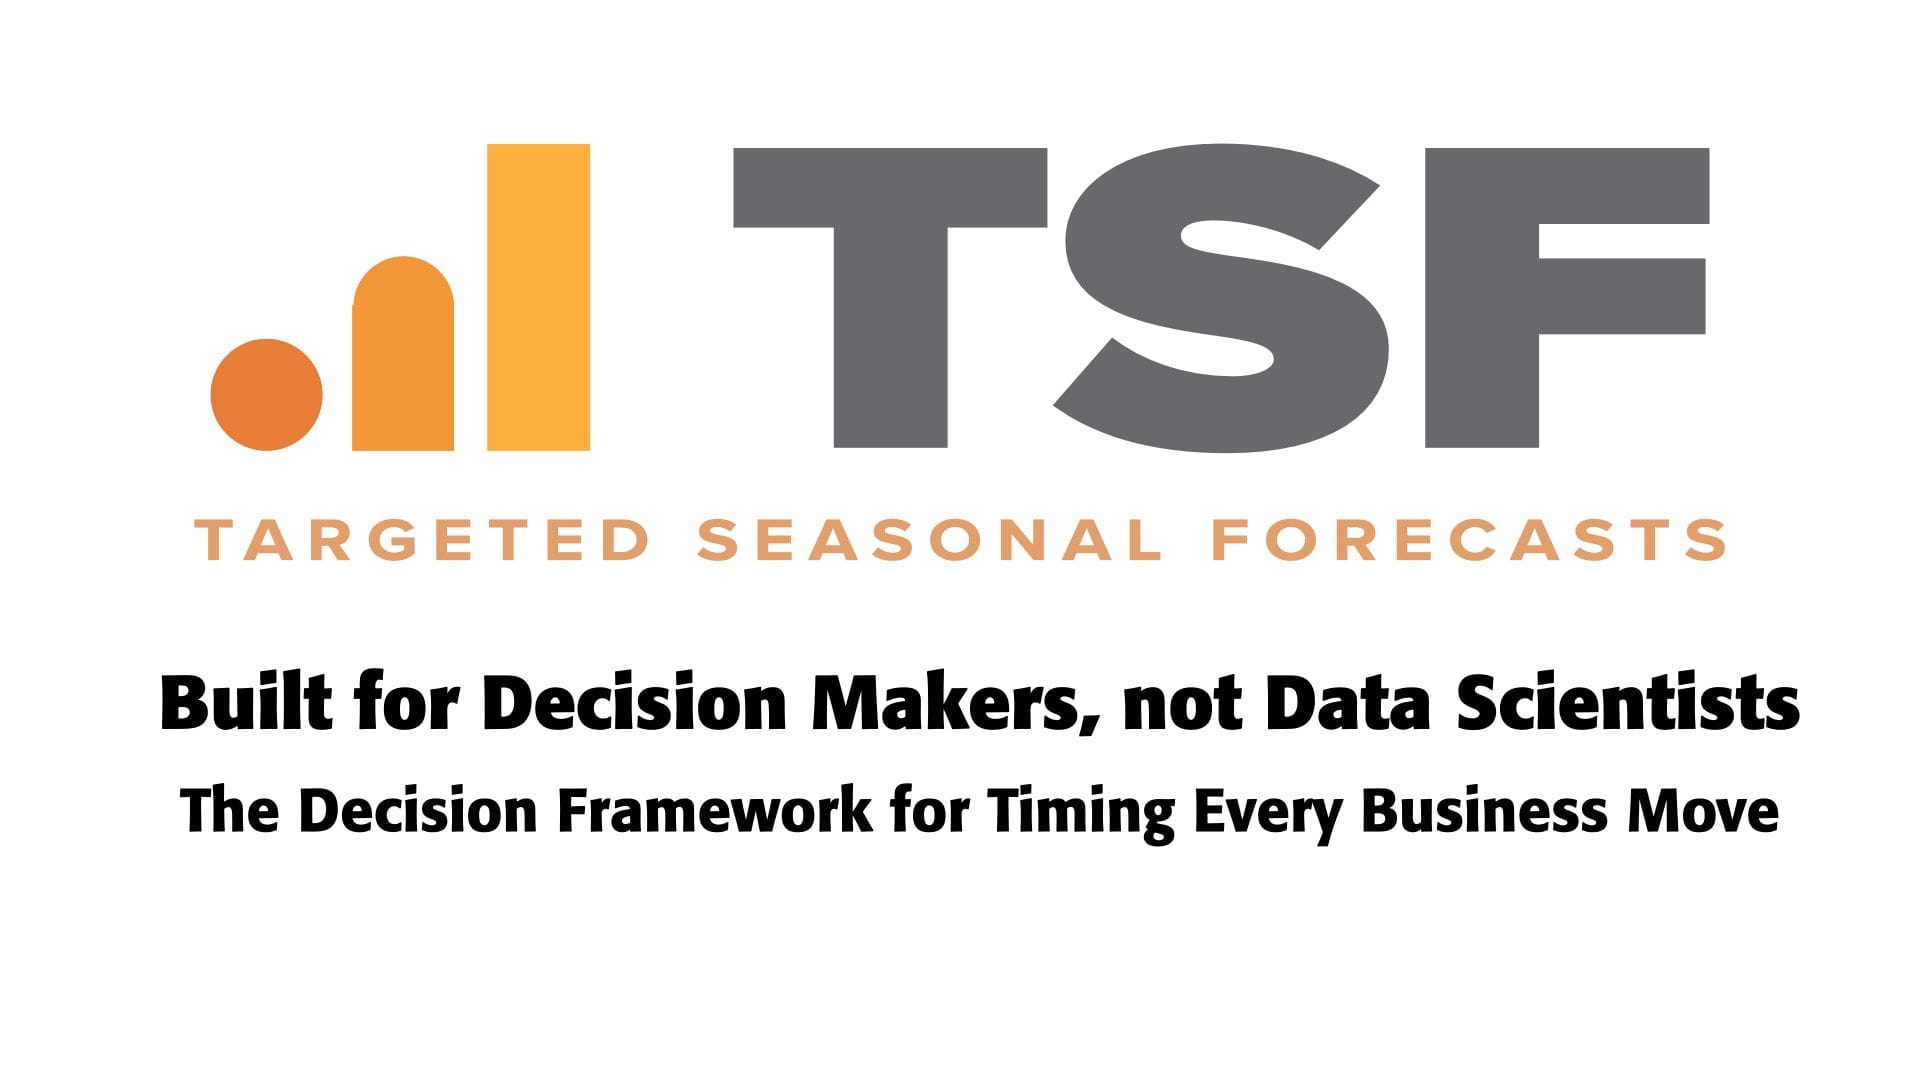 TSF
TARGETED SEASONAL FORECASTS
Built for Decision Makers, not Data Scientists
The Decision Framework for Timing Every Business Move